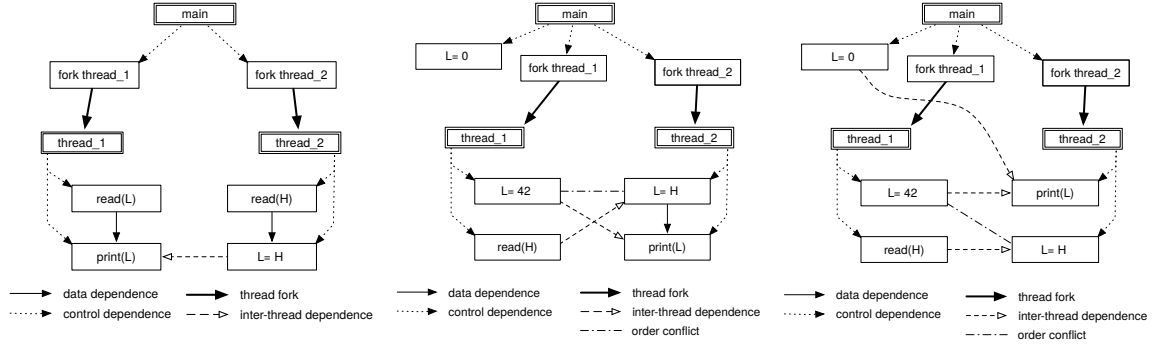 main
fork thread_1
fork thread_2
thread_1
thread_2
read(L)
read(H)
print(L)
L= H
data dependence
thread fork
control dependence
inter-thread dependence
main
L= 0
fork thread_1
fork thread_2
thread_1
thread_2
L= 42
L= H
read(H)
print(L)
data dependence
thread fork
control dependence
inter-thread dependence
order conflict
main
L= 0
fork thread_1
fork thread_2
thread_1
thread_2
L= 42
print(L)
read(H)
L= H
data dependence
thread fork
control dependence
inter-thread dependence
order conflict